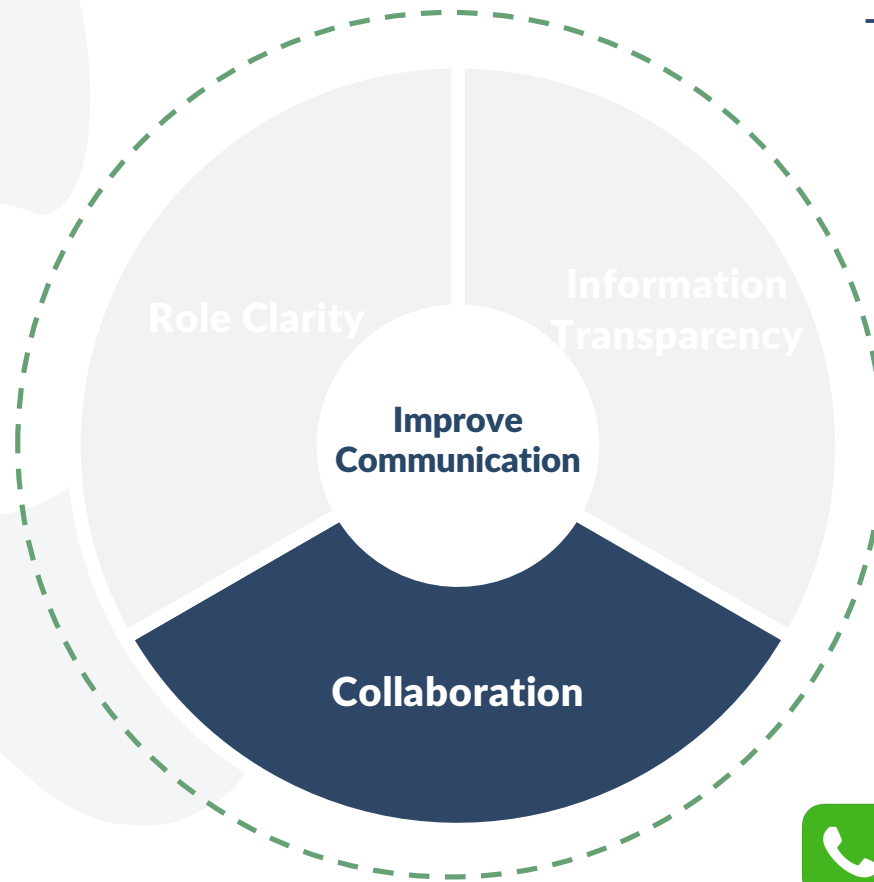 Role Clarity
Information
Transparency
Improve
Communication
Collaboration